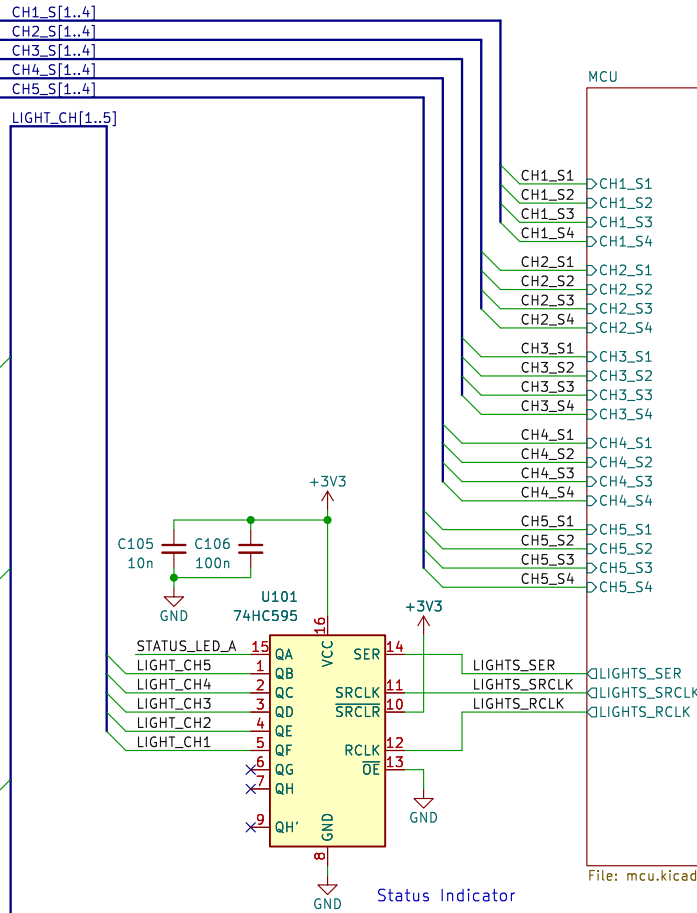 CH1_S[1..4]
CH2_S[1..4]
CH3_S[1..4]
CH4_S[1..4]
CH5_S[1..4]
LIGHT_CH[1..5]
MCU
CH1_S1 CH1_S1
CH1_S2 CH1_S2
CH1_S3 CH1_S3
CH1_S4 CH1_S4
CH2_S1 CH2_S1
CH2_S2 CH2_S2
CH2_S3 CH2_S3
CH2_S4 CH2_S4
CH3_S1 CH3_S1
CH3_S2 CH3_S2
CH3_S3 CH3_S3
CH3_S4 CH3_S4
CH4_S1 CH4_S1
CH4_S2 CH4_S2
CH4_S3 CH4_S3
CH4_S4 CH4_S4
CH5_S1 CH5_S1
CH5_S2 CH5_S2
CH5_S3 CH5_S3
CH5_S4 CH5_S4
+3V3
C105
10n
C106
100n
GND
U101
74HC595
+3V3
16
VCC
STATUS_LED_A 15 QA
LIGHT_CH5 1 QB
LIGHT_CH4 2 QC
LIGHT_CH3 3 QD
LIGHT_CH2 4 QE
LIGHT_CH1 5 QF
6 QG
7 QH
9 QH'
SER 14
SRCLK 11
SRCLR 10
RCLK 12
OE 13
GND
8
GND
GND
LIGHTS_SER LIGHTS_SER
LIGHTS_SRCLK LIGHTS_SRCLK
LIGHTS_RCLK LIGHTS_RCLK
Status Indicator
File: mcu.kicad